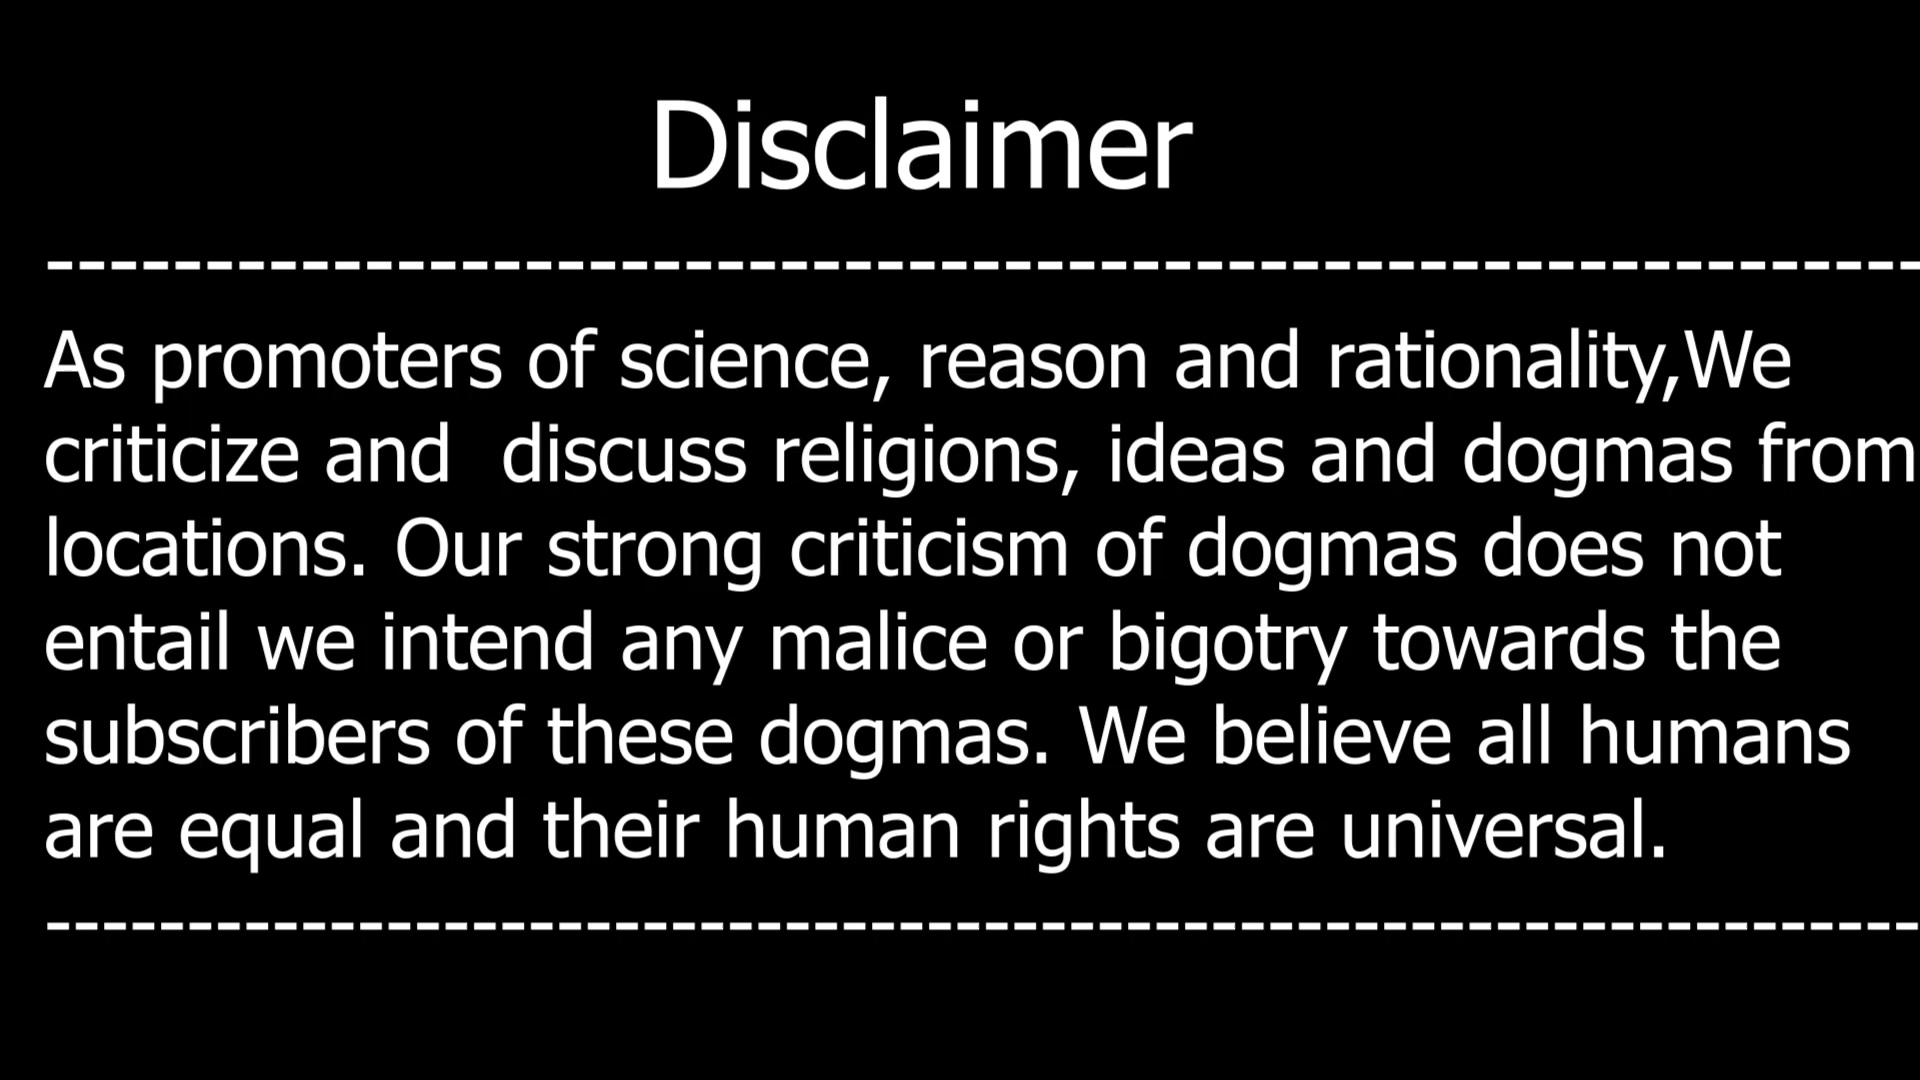 Disclaimer
-----------------------------------------------------------
As promoters of science, reason and rationality,We
criticize and  discuss religions, ideas and dogmas from
locations. Our strong criticism of dogmas does not
entail we intend any malice or bigotry towards the
subscribers of these dogmas. We believe all humans
are equal and their human rights are universal.
------------------------------------------------------------------